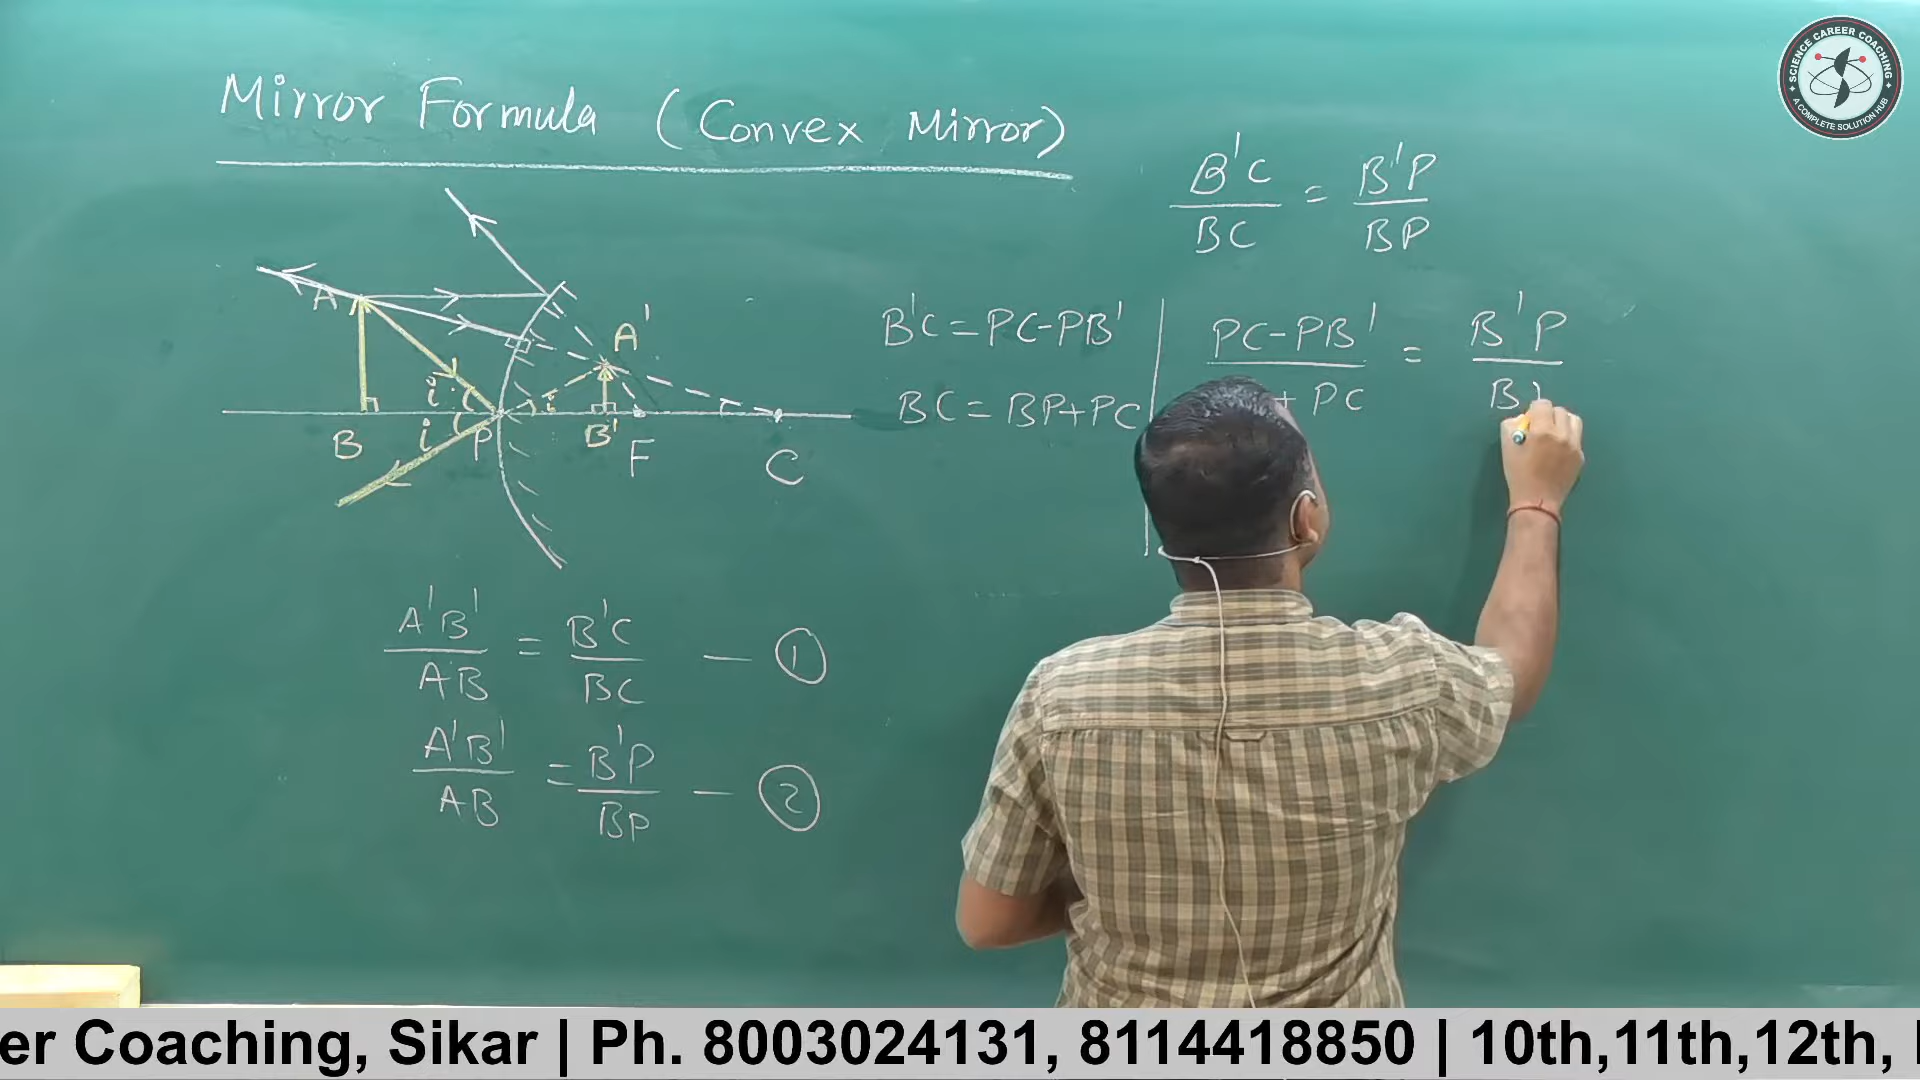 Mirror Formula (Convex Mirror)
B'C/BC = B'P/BP
A
A'
i
i
i
B
P
B'
F
C
B'C = PC-PB'
BC = BP+PC
PC-PB'/+ PC = B'P/B
A'B'/AB = B'C/BC — ①
A'B'/AB = B'P/BP — ②
SCIENCE CAREER COACHING
A COMPLETE SOLUTION HUB
er Coaching, Sikar | Ph. 8003024131, 8114418850 | 10th,11th,12th,